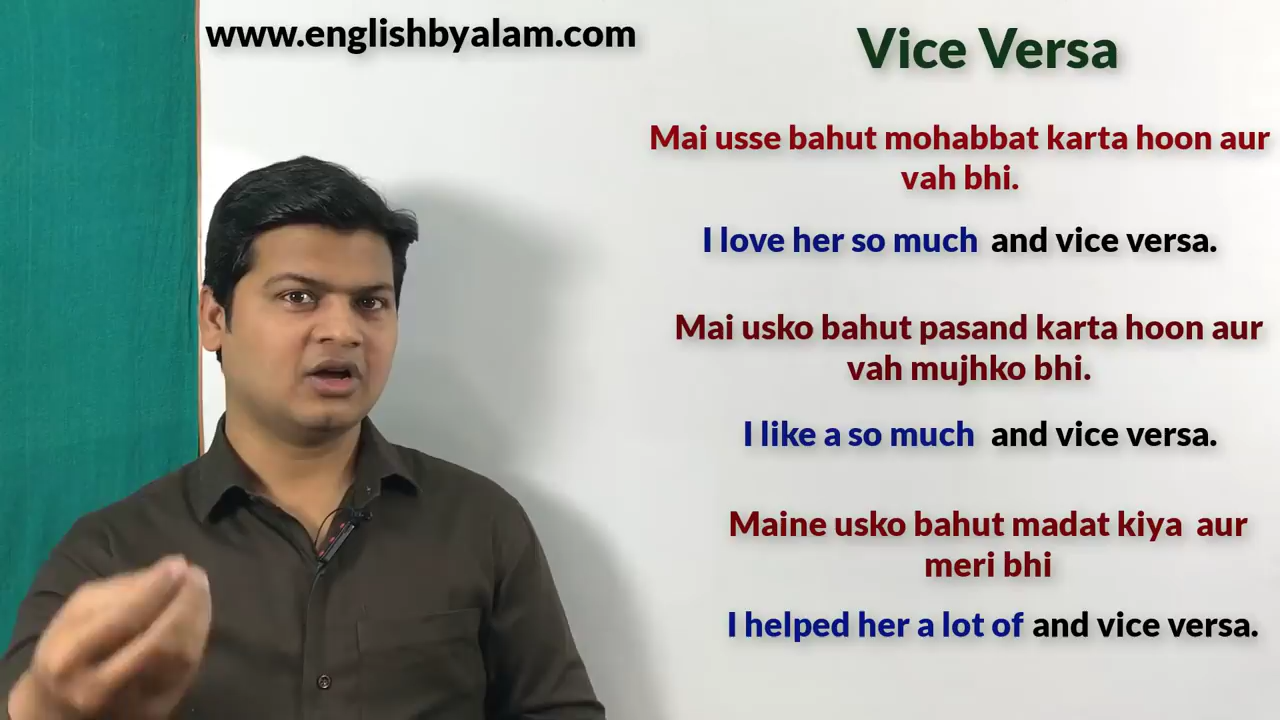 www.englishbyalam.com
Vice Versa
Mai usse bahut mohabbat karta hoon aur
vah bhi.
I love her so much and vice versa.
Mai usko bahut pasand karta hoon aur
vah mujhko bhi.
I like a so much and vice versa.
Maine usko bahut madat kiya aur
meri bhi
I helped her a lot of and vice versa.